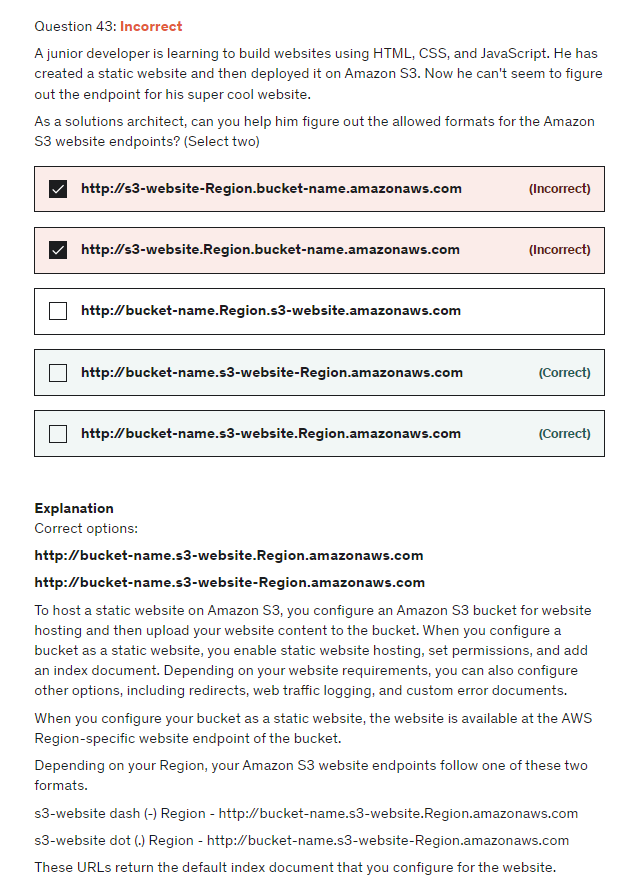 Question 43: Incorrect
A junior developer is learning to build websites using HTML, CSS, and JavaScript. He has
created a static website and then deployed it on Amazon S3. Now he can't seem to figure
out the endpoint for his super cool website.
As a solutions architect, can you help him figure out the allowed formats for the Amazon
S3 website endpoints? (Select two)
http://s3-website-Region.bucket-name.amazonaws.com (Incorrect)
http://s3-website.Region.bucket-name.amazonaws.com (Incorrect)
http://bucket-name.Region.s3-website.amazonaws.com
http://bucket-name.s3-website-Region.amazonaws.com (Correct)
http://bucket-name.s3-website.Region.amazonaws.com (Correct)
Explanation
Correct options:
http://bucket-name.s3-website.Region.amazonaws.com
http://bucket-name.s3-website-Region.amazonaws.com
To host a static website on Amazon S3, you configure an Amazon S3 bucket for website
hosting and then upload your website content to the bucket. When you configure a
bucket as a static website, you enable static website hosting, set permissions, and add
an index document. Depending on your website requirements, you can also configure
other options, including redirects, web traffic logging, and custom error documents.
When you configure your bucket as a static website, the website is available at the AWS
Region-specific website endpoint of the bucket.
Depending on your Region, your Amazon S3 website endpoints follow one of these two
formats.
s3-website dash (-) Region - http://bucket-name.s3-website.Region.amazonaws.com
s3-website dot (.) Region - http://bucket-name.s3-website-Region.amazonaws.com
These URLs return the default index document that you configure for the website.